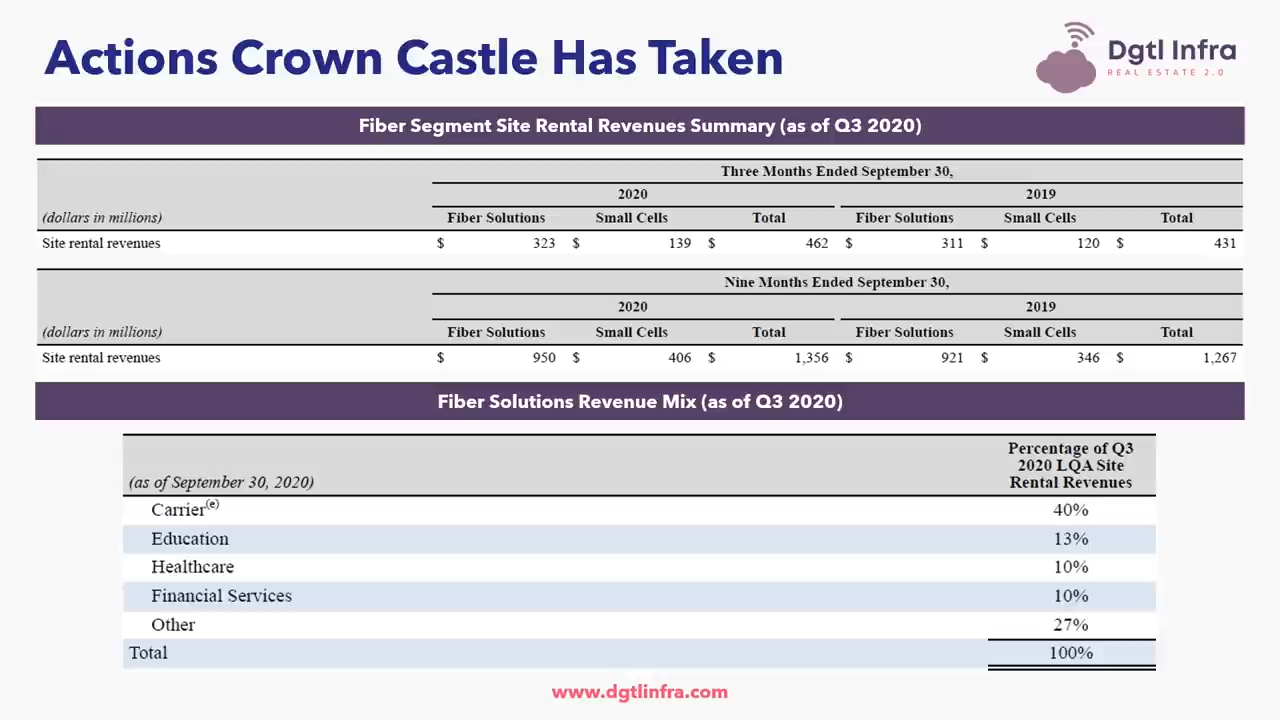 Actions Crown Castle Has Taken
Dgtl Infra
REAL ESTATE 2.0
Fiber Segment Site Rental Revenues Summary (as of Q3 2020)
Three Months Ended September 30,
2020 2019
(dollars in millions) Fiber Solutions Small Cells Total Fiber Solutions Small Cells Total
Site rental revenues $ 323 $ 139 $ 462 $ 311 $ 120 $ 431
Nine Months Ended September 30,
2020 2019
(dollars in millions) Fiber Solutions Small Cells Total Fiber Solutions Small Cells Total
Site rental revenues $ 950 $ 406 $ 1,356 $ 921 $ 346 $ 1,267
Fiber Solutions Revenue Mix (as of Q3 2020)
Percentage of Q3
2020 LQA Site
(as of September 30, 2020) Rental Revenues
Carrier(e) 40%
Education 13%
Healthcare 10%
Financial Services 10%
Other 27%
Total 100%
www.dgtlinfra.com